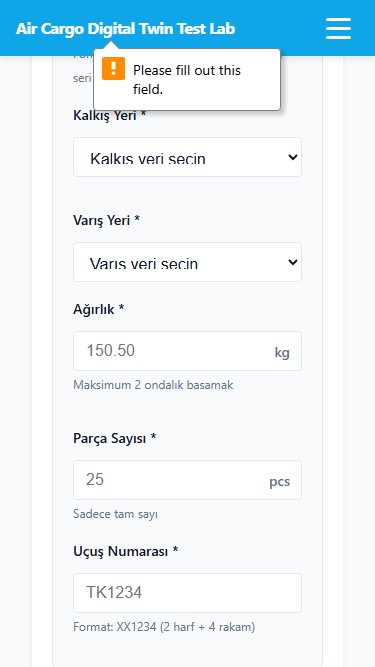 Air Cargo Digital Twin Test Lab
Please fill out this
field.
seri
Kalkış Yeri *
Kalkış yeri seçin
Varış Yeri *
Varış yeri seçin
Ağırlık *
150.50 kg
Maksimum 2 ondalık basamak
Parça Sayısı *
25 pcs
Sadece tam sayı
Uçuş Numarası *
TK1234
Format: XX1234 (2 harf + 4 rakam)